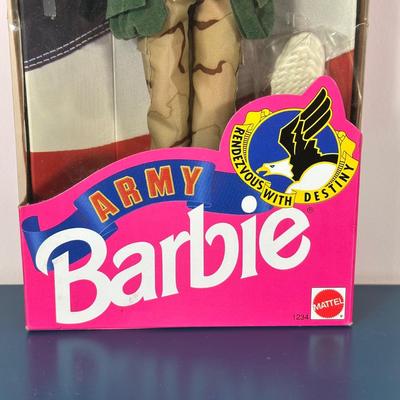 RENDEZVOUS WITH DESTINY
ARMY
Barbie®
MATTEL
1234